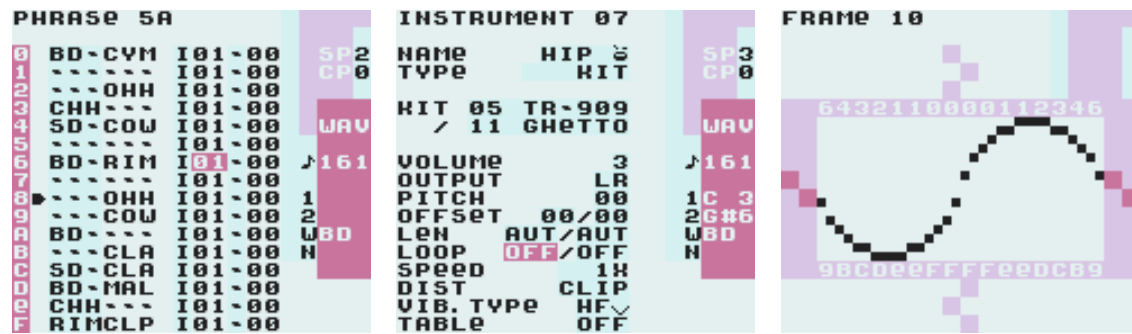 PHRASE 5A
0 BD-CYM I01-00 SP2
1 ------ I01-00 CP0
2 ---OHH I01-00
3 CHH--- I01-00
4 SD-COW I01-00 WAV
5 ------ I01-00
6 BD-RIM I01-00 ♪161
7 ------ I01-00
8 ---OHH I01-00 1
9 ---COW I01-00 2
A BD---- I01-00 WBD
B ---CLA I01-00 N
C SD-CLA I01-00
D BD-MAL I01-00
e CHH--- I01-00
F RIMCLP I01-00
INSTRUMENT 07
NAMe HIP SP3
TYPe KIT CP0
KIT 05 TR-909
/ 11 GHeTTO WAV
VOLUMe 3 ♪161
OUTPUT LR
PITCH 00 1C 3
OFFSeT 00/00 2G#6
LeN AUT/AUT WBD
LOOP OFF/OFF N
SPeeD 1X
DIST CLIP
VIB.TYPe HF
TABLe OFF
FRAMe 10
6432110000112346
9BCDeeFFFFeeDCB9